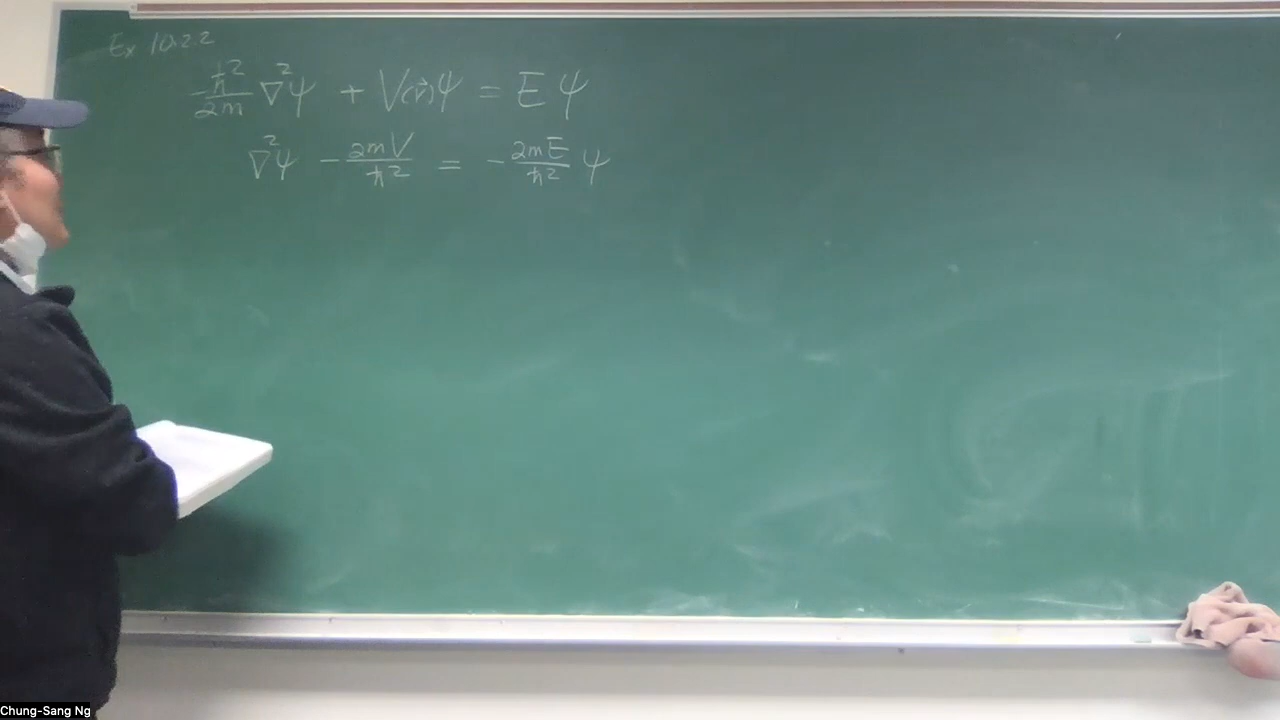 Ex 10.2.2
-ħ²/2m ∇²ψ + V(r⃗)ψ = Eψ
∇²ψ - 2mV/ħ² = - 2mE/ħ² ψ
Chung-Sang Ng